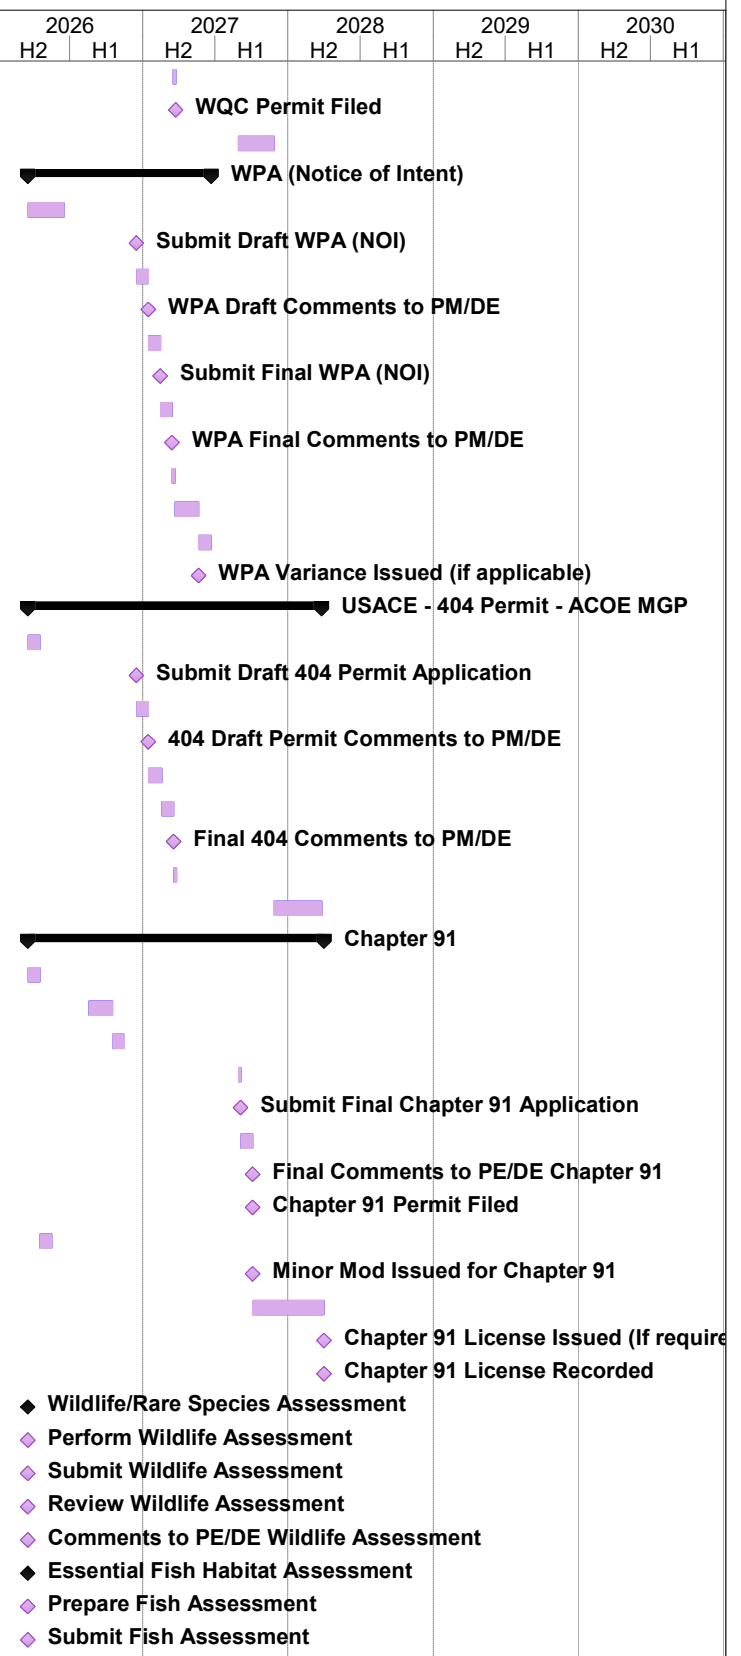 2026 2027 2028 2029 2030
H2 H1 H2 H1 H2 H1 H2 H1 H2 H1
WQC Permit Filed
WPA (Notice of Intent)
Submit Draft WPA (NOI)
WPA Draft Comments to PM/DE
Submit Final WPA (NOI)
WPA Final Comments to PM/DE
WPA Variance Issued (if applicable)
USACE - 404 Permit - ACOE MGP
Submit Draft 404 Permit Application
404 Draft Permit Comments to PM/DE
Final 404 Comments to PM/DE
Chapter 91
Submit Final Chapter 91 Application
Final Comments to PE/DE Chapter 91
Chapter 91 Permit Filed
Minor Mod Issued for Chapter 91
Chapter 91 License Issued (If require
Chapter 91 License Recorded
Wildlife/Rare Species Assessment
Perform Wildlife Assessment
Submit Wildlife Assessment
Review Wildlife Assessment
Comments to PE/DE Wildlife Assessment
Essential Fish Habitat Assessment
Prepare Fish Assessment
Submit Fish Assessment